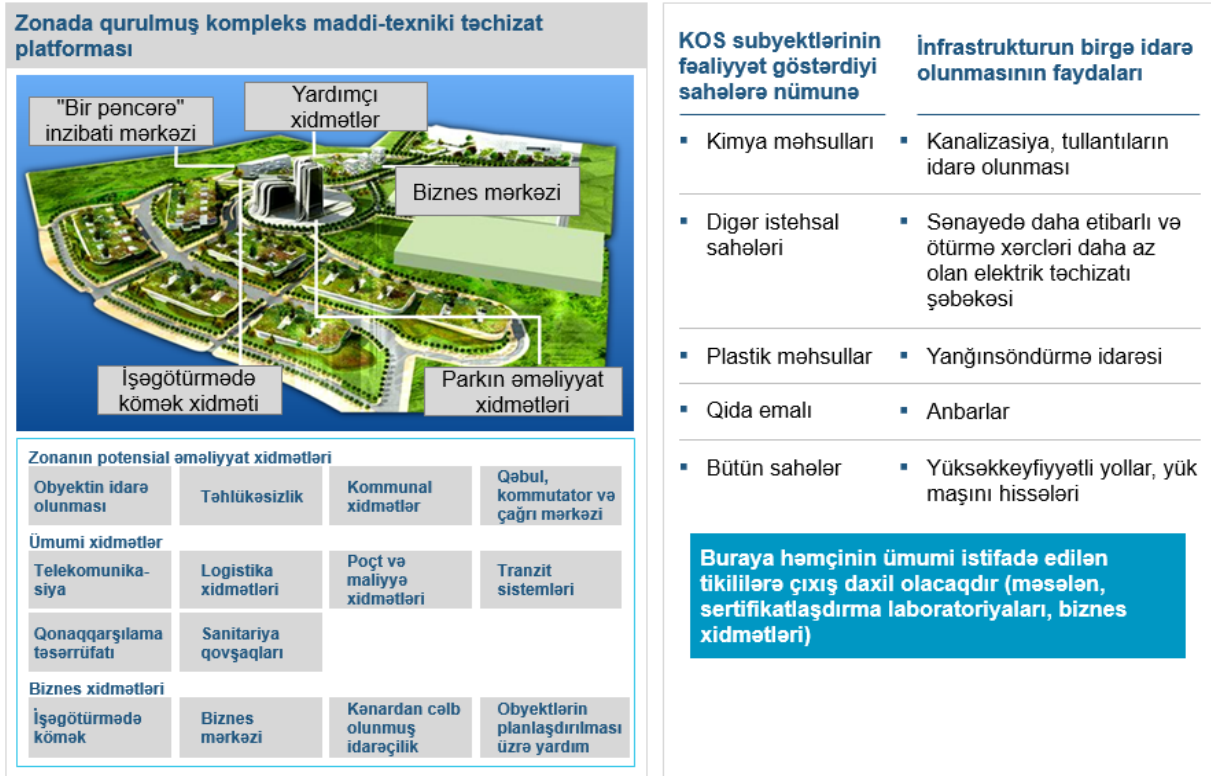 Zonada qurulmuş kompleks maddi-texniki təchizat
platforması
"Bir pəncərə"
inzibati mərkəzi
Yardımçı
xidmətlər
Biznes mərkəzi
İşəgötürmədə
kömək xidməti
Parkın əməliyyat
xidmətləri
Zonanın potensial əməliyyat xidmətləri
Obyektin idarə
olunması
Təhlükəsizlik
Kommunal
xidmətlər
Qəbul,
kommutator və
çağrı mərkəzi
Ümumi xidmətlər
Telekomunika-
siya
Logistika
xidmətləri
Poçt və
maliyyə
xidmətləri
Tranzit
sistemləri
Qonaqqarşılama
təsərrüfatı
Sanitariya
qovşaqları
Biznes xidmətləri
İşəgötürmədə
kömək
Biznes
mərkəzi
Kənardan cəlb
olunmuş
idarəçilik
Obyektlərin
planlaşdırılması
üzrə yardım
KOS subyektlərinin
fəaliyyət göstərdiyi
sahələrə nümunə
İnfrastrukturun birgə idarə
olunmasının faydaları
▪ Kimya məhsulları
▪ Kanalizasiya, tullantıların
idarə olunması
▪ Digər istehsal
sahələri
▪ Sənayedə daha etibarlı və
ötürmə xərcləri daha az
olan elektrik təchizatı
şəbəkəsi
▪ Plastik məhsullar
▪ Yanğınsöndürmə idarəsi
▪ Qida emalı
▪ Anbarlar
▪ Bütün sahələr
▪ Yüksəkkeyfiyyətli yollar, yük
maşını hissələri
Buraya həmçinin ümumi istifadə edilən
tikililərə çıxış daxil olacaqdır (məsələn,
sertifikatlaşdırma laboratoriyaları, biznes
xidmətləri)